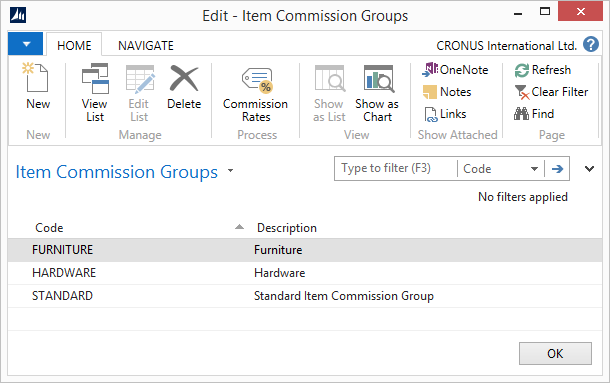 Edit - Item Commission Groups
HOME NAVIGATE CRONUS International Ltd. ?
New View List Edit List Delete Commission Rates Show as List Show as Chart OneNote Notes Links Refresh Clear Filter Find
New Manage Process View Show Attached Page
Item Commission Groups Type to filter (F3) Code
No filters applied
Code Description
FURNITURE Furniture
HARDWARE Hardware
STANDARD Standard Item Commission Group
OK